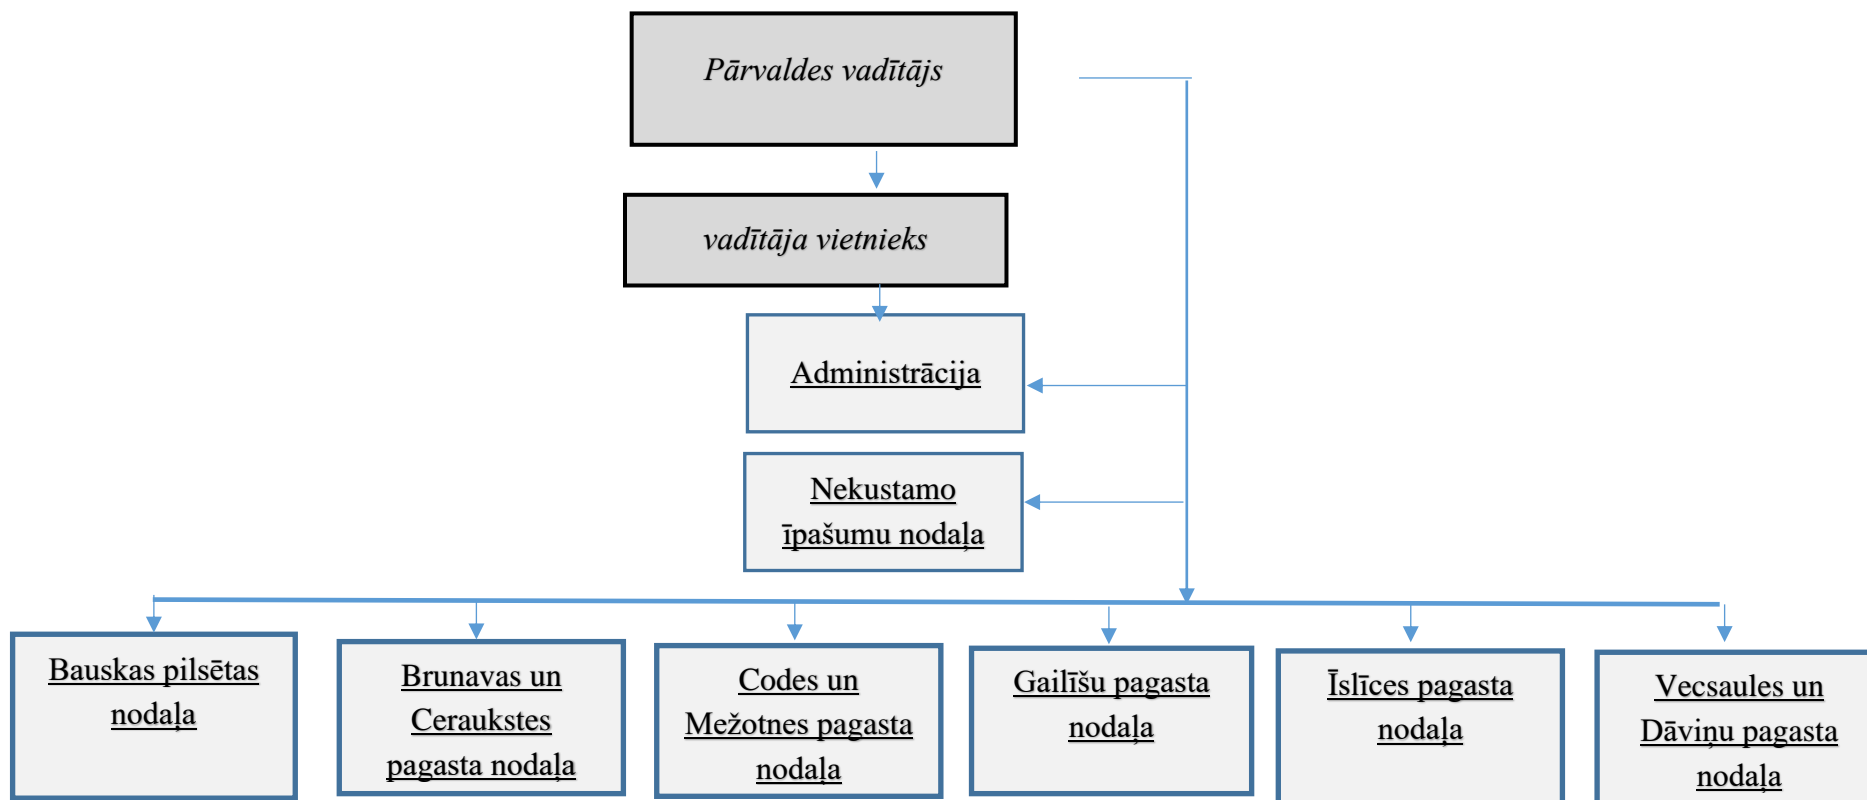 Pārvaldes vadītājs
vadītāja vietnieks
Administrācija
Nekustamo
īpašumu nodaļa
Bauskas pilsētas
nodaļa
Brunavas un
Ceraukstes
pagasta nodaļa
Codes un
Mežotnes pagasta
nodaļa
Gailīšu pagasta
nodaļa
Īslīces pagasta
nodaļa
Vecsaules un
Dāviņu pagasta
nodaļa